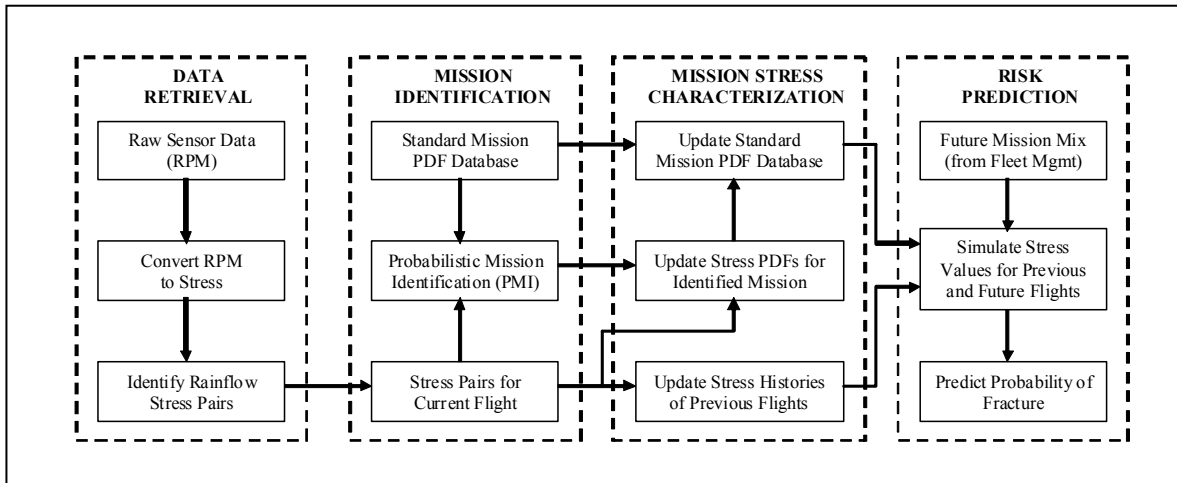 DATA
RETRIEVAL
Raw Sensor Data
(RPM)
Convert RPM
to Stress
Identify Rainflow
Stress Pairs
MISSION
IDENTIFICATION
Standard Mission
PDF Database
Probabilistic Mission
Identification (PMI)
Stress Pairs for
Current Flight
MISSION STRESS
CHARACTERIZATION
Update Standard
Mission PDF Database
Update Stress PDFs for
Identified Mission
Update Stress Histories
of Previous Flights
RISK
PREDICTION
Future Mission Mix
(from Fleet Mgmt)
Simulate Stress
Values for Previous
and Future Flights
Predict Probability of
Fracture